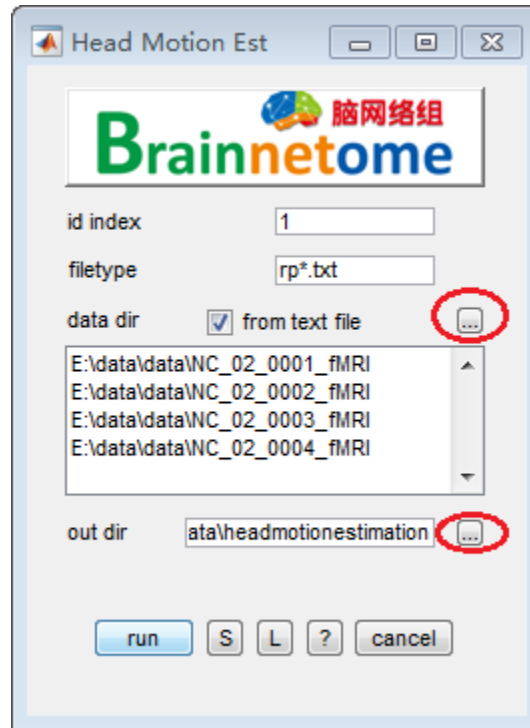 Head Motion Est
脑网络组
Brainnetome
id index 1
filetype rp*.txt
data dir from text file ...
E:\data\data\NC_02_0001_fMRI
E:\data\data\NC_02_0002_fMRI
E:\data\data\NC_02_0003_fMRI
E:\data\data\NC_02_0004_fMRI
out dir ata\headmotionestimation ...
run S L ? cancel